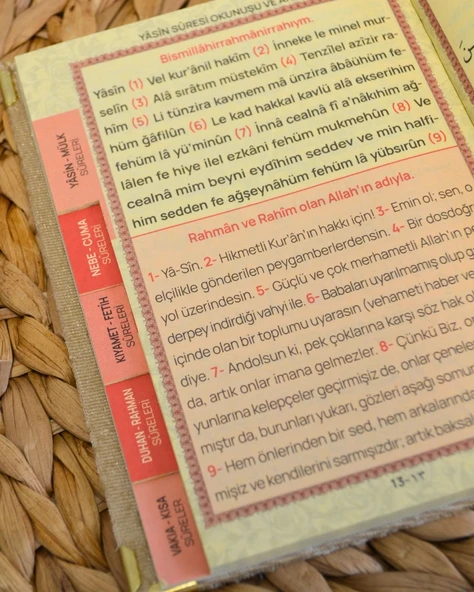 YÂSÎN SÛRESİ OKUNUŞU VE
Bismillâhirrahmânirrahıym.
Yâsîn (1) Vel kur'ânil hakîm (2) İnneke le minel mur-
selîn (3) Alâ sırâtım müstekîm (4) Tenzîlel azîzir ra-
hîm (5) Li tünzira kavmem mâ ünzira âbâühüm fe-
hüm ğâfilûn (6) Le kad hakkal kavlü alâ ekserihim
fehüm lâ yü'minûn (7) İnnâ cealnâ fî a'nâkıhim ağ-
lâlen fe hiye ilel ezkâni fehüm mukmehûn (8) Ve
cealnâ mim beyni eydîhim seddev ve min halfi-
him sedden fe ağşeynâhüm fehüm lâ yübsırûn (9)
Rahmân ve Rahîm olan Allah'ın adıyla.
1- Yâ-Sîn. 2- Hikmetli Kur'ân'ın hakkı için! 3- Emin ol, sen, o
elçilikle gönderilen peygamberlerdensin. 4- Bir dosdoğ
yol üzerindesin. 5- Güçlü ve çok merhametli Allah'ın pe
derpey indirdiği vahyi ile. 6- Babaları uyarılmamış olup g
içinde olan bir toplumu uyarasın (vehameti haber v
diye. 7- Andolsun ki, pek çoklarına karşı söz hak o
da, artık onlar imana gelmezler. 8- Çünkü Biz, o
yunlarına kelepçeler geçirmişiz de, onlar çenele
mıştır da, burunları yukarı, gözleri aşağı somur
9- Hem önlerinden bir sed, hem arkalarında
mişiz ve kendilerini sarmışızdır; artık baksa
13-١٣
YÂSİN - MÜLK
SÛRELERİ
NEBE - CUMA
SÛRELERİ
KIYAMET - FETİH
SÛRELERİ
DUHAN - RAHMAN
SÛRELERİ
VAKIA - KISA
SÛRELER